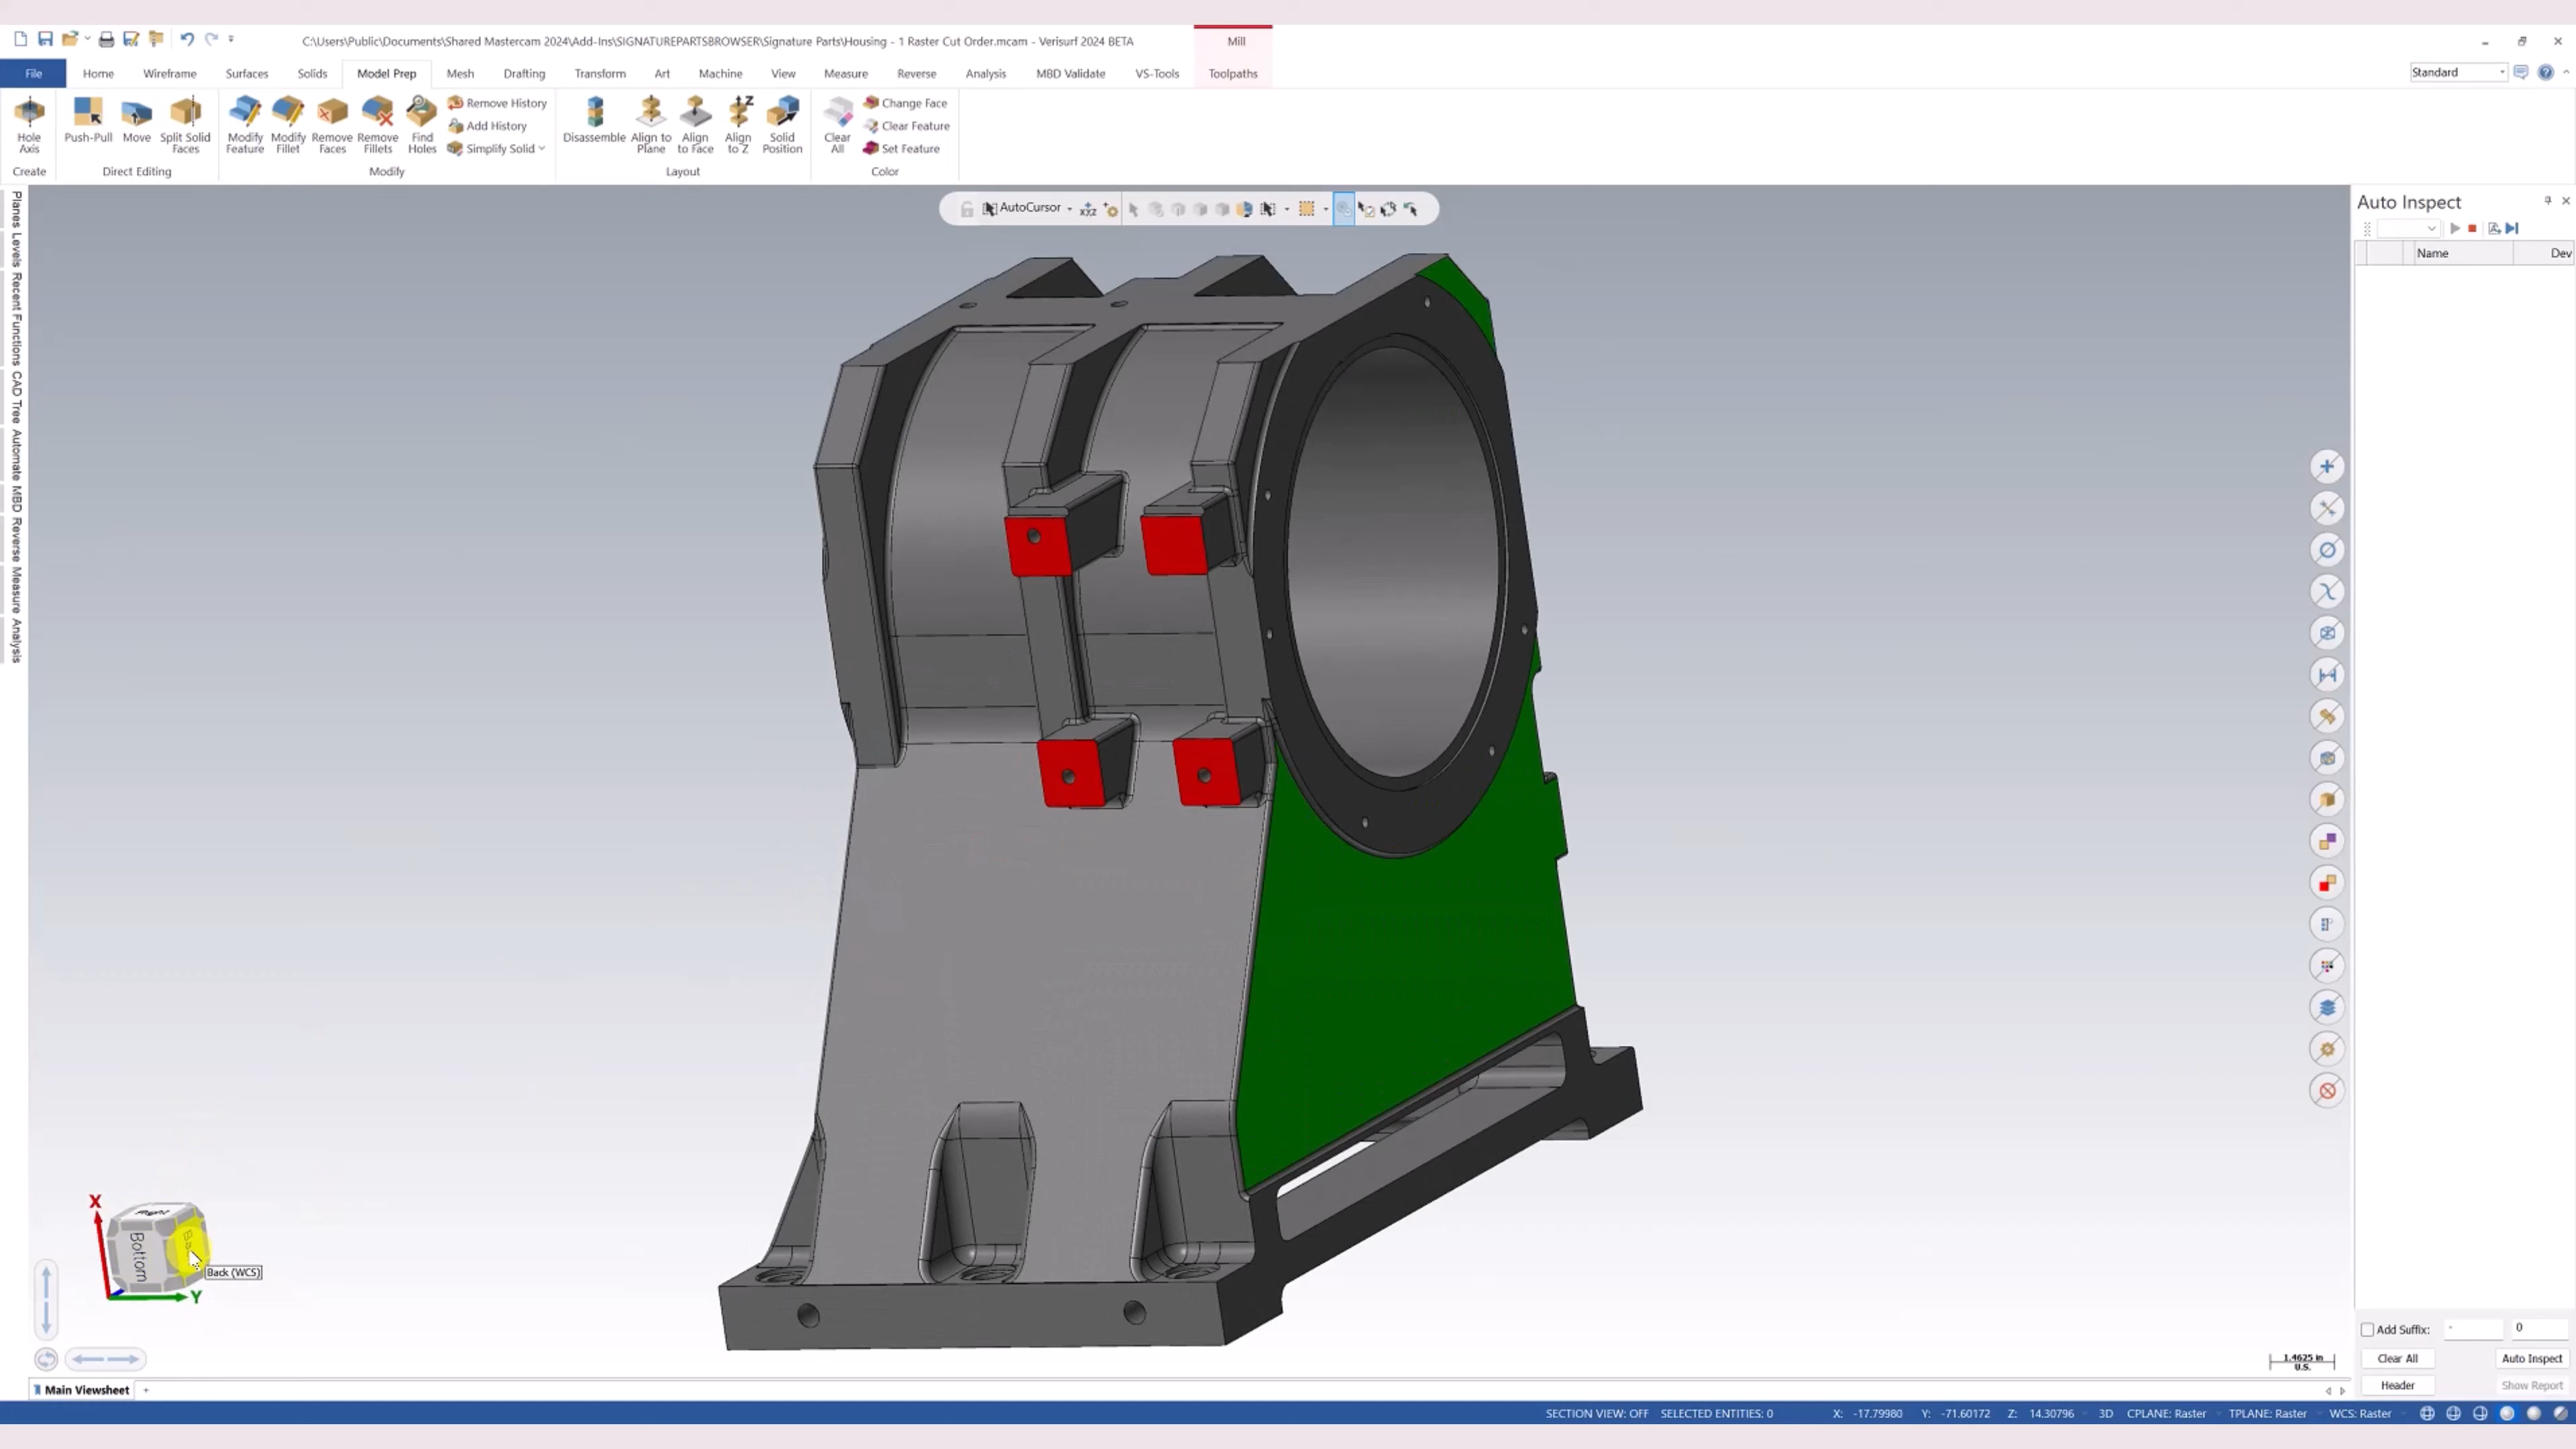 C:\Users\Public\Documents\Shared Mastercam 2024\Add-Ins\SIGNATUREPARTSBROWSER\Signature Parts\Housing - 1 Raster Cut Order.mcam - Verisurf 2024 BETA
Mill
File
Home
Wireframe
Surfaces
Solids
Model Prep
Mesh
Drafting
Transform
Art
Machine
View
Measure
Reverse
Analysis
MBD Validate
VS-Tools
Toolpaths
Standard
Hole Axis
Push-Pull
Move
Split Solid Faces
Modify Feature
Modify Fillet
Remove Faces
Remove Fillets
Find Holes
Remove History
Add History
Simplify Solid
Disassemble
Align to Plane
Align to Face
Align to Z
Solid Position
Clear All
Change Face
Clear Feature
Set Feature
Create
Direct Editing
Modify
Layout
Color
Planes
Levels
Recent Functions
CAD Tree
Automate
MBD
Reverse
Measure
Analysis
AutoCursor
Auto Inspect
Name
Dev
X
Right
Bottom
Y
Back (WCS)
Add Suffix:
-
0
Clear All
Auto Inspect
Header
Show Report
1.4625 in
U.S.
Main Viewsheet
+
SECTION VIEW: OFF
SELECTED ENTITIES: 0
X: -17.79980
Y: -71.60172
Z: 14.30796
3D
CPLANE: Raster
TPLANE: Raster
WCS: Raster